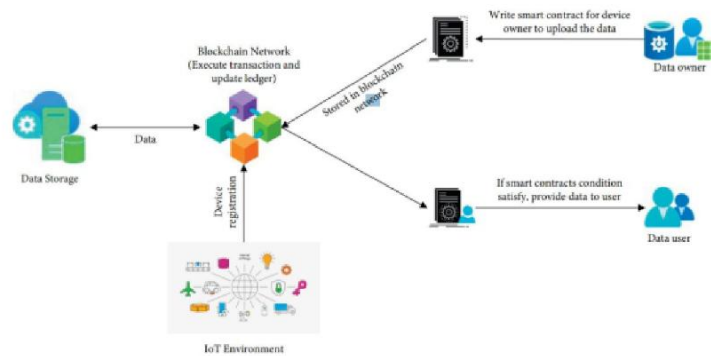 Write smart contract for device
owner to upload the data
Data owner
Blockchain Network
(Execute transaction and
update ledger)
Stored in blockchain
network
Data
Data Storage
Device
registration
If smart contracts condition
satisfy, provide data to user
Data user
IoT Environment